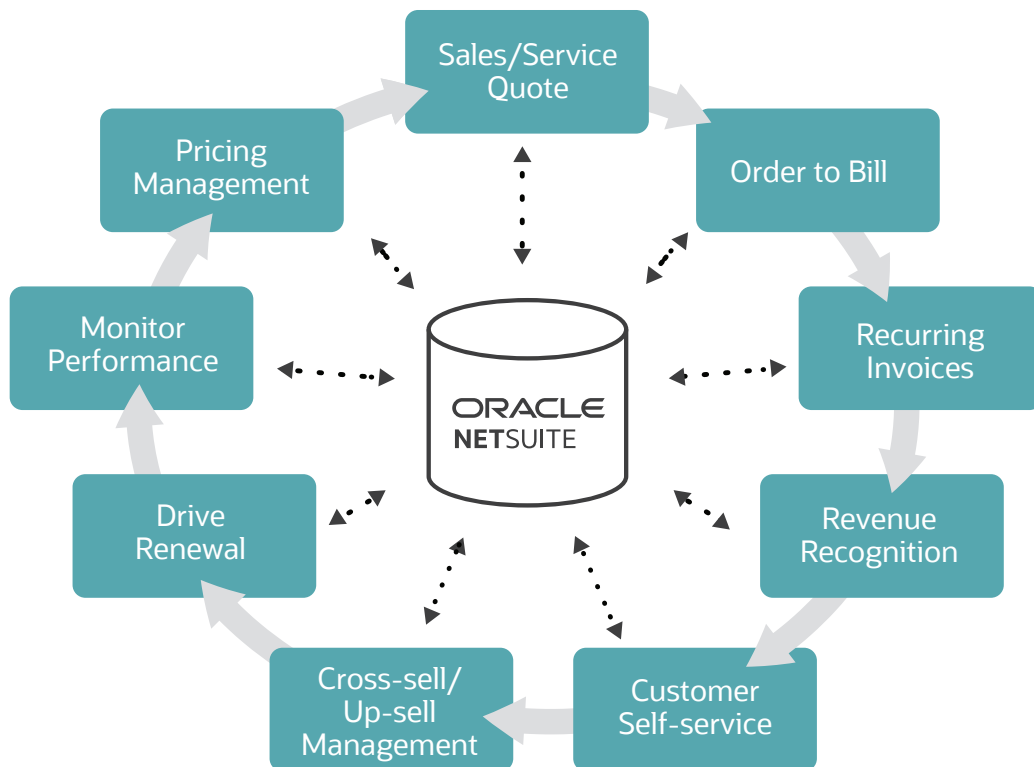 Sales/Service
Quote
Order to Bill
Recurring
Invoices
Revenue
Recognition
Customer
Self-service
Cross-sell/
Up-sell
Management
Drive
Renewal
Monitor
Performance
Pricing
Management
ORACLE
NETSUITE